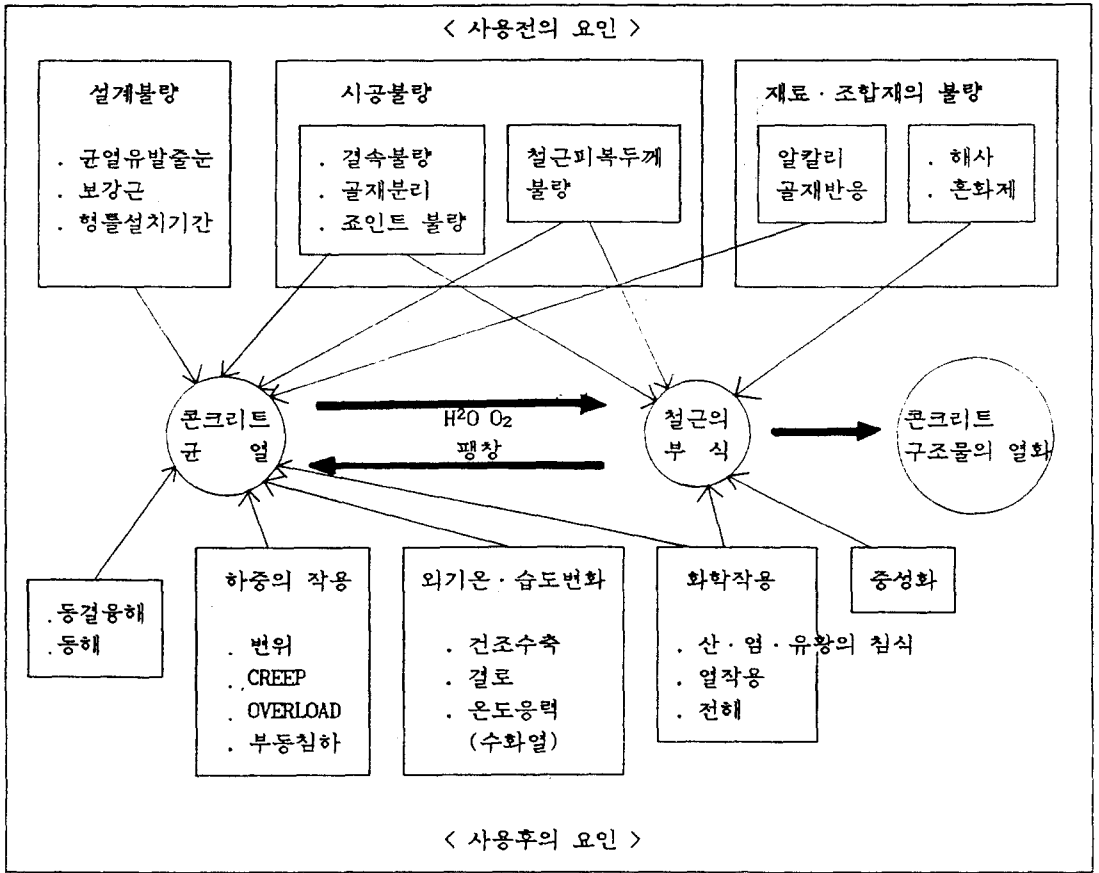 < 사용전의 요인 >
설계불량
. 균열유발줄눈
. 보강근
. 형틀설치기간
시공불량
. 결속불량
. 골재분리
. 죠인트 불량
철근피복두께
불량
재료·조합재의 불량
알칼리
골재반응
. 해사
. 혼화제
콘크리트
균 열
H²O O₂
팽창
철근의
부 식
콘크리트
구조물의 열화
. 동결융해
. 동해
하중의 작용
. 변위
. CREEP
. OVERLOAD
. 부동침하
외기온·습도변화
. 건조수축
. 결로
. 온도응력
(수화열)
화학작용
. 산·염·유황의 침식
. 열작용
. 전해
중성화
< 사용후의 요인 >